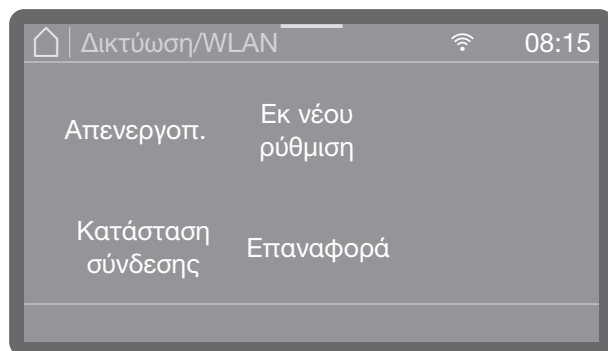 Δικτύωση/WLAN 08:15
Απενεργοπ.
Εκ νέου
ρύθμιση
Κατάσταση
σύνδεσης
Επαναφορά